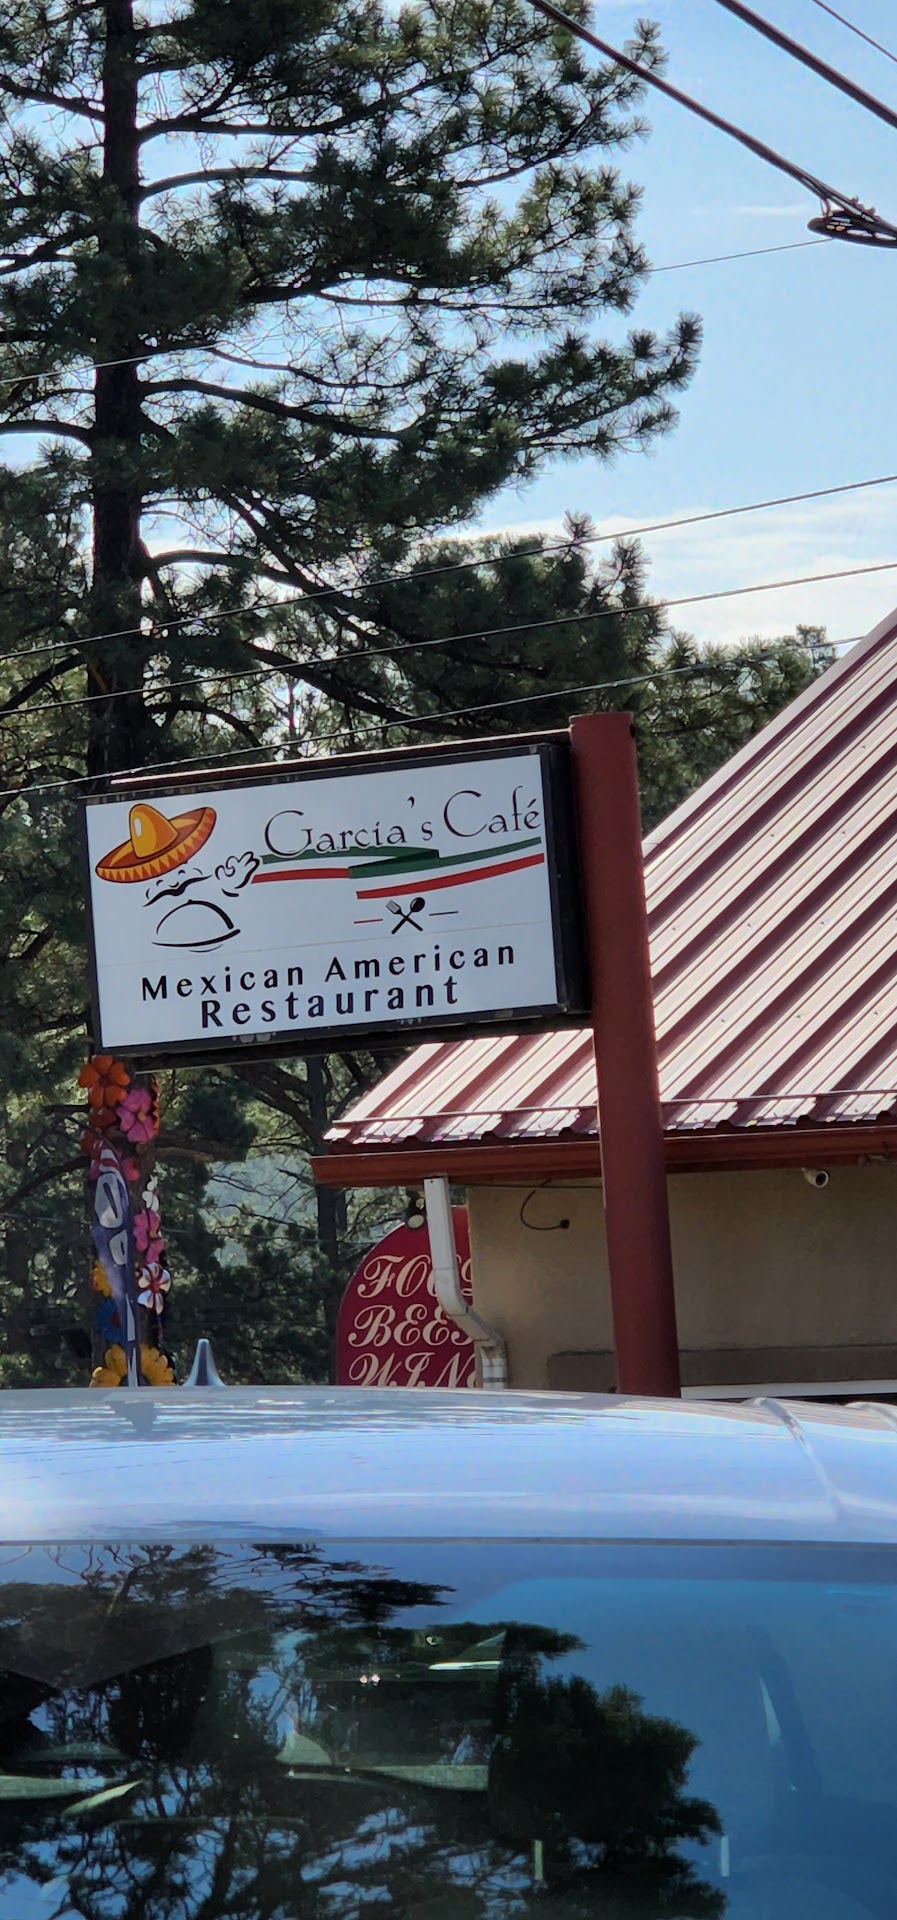 Garcia's Café
Mexican American
Restaurant